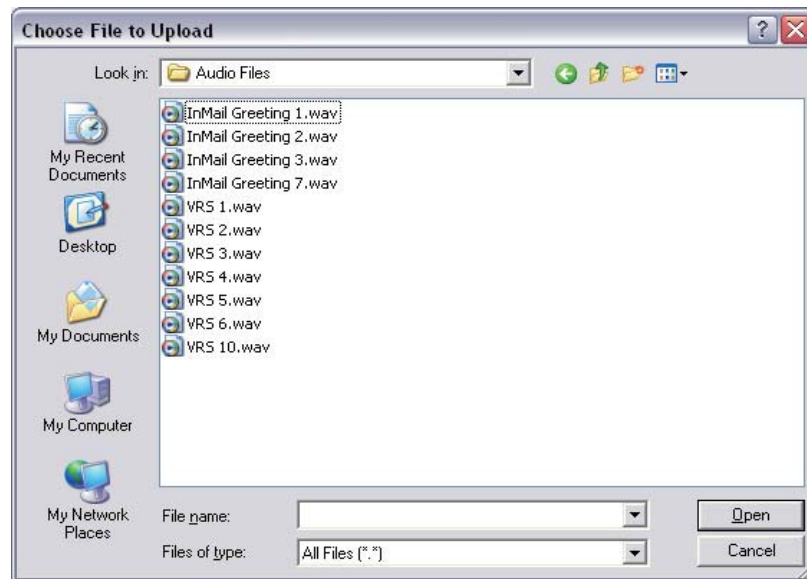 Choose File to Upload
Look in: Audio Files
My Recent
Documents
Desktop
My Documents
My Computer
My Network
Places
InMail Greeting 1.wav
InMail Greeting 2.wav
InMail Greeting 3.wav
InMail Greeting 7.wav
VRS 1.wav
VRS 2.wav
VRS 3.wav
VRS 4.wav
VRS 5.wav
VRS 6.wav
VRS 10.wav
File name:
Open
Files of type: All Files (*.*)
Cancel